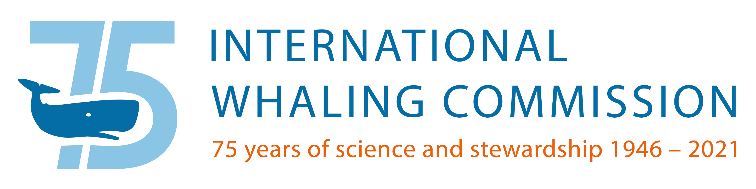 75
INTERNATIONAL
WHALING COMMISSION
75 years of science and stewardship 1946 – 2021